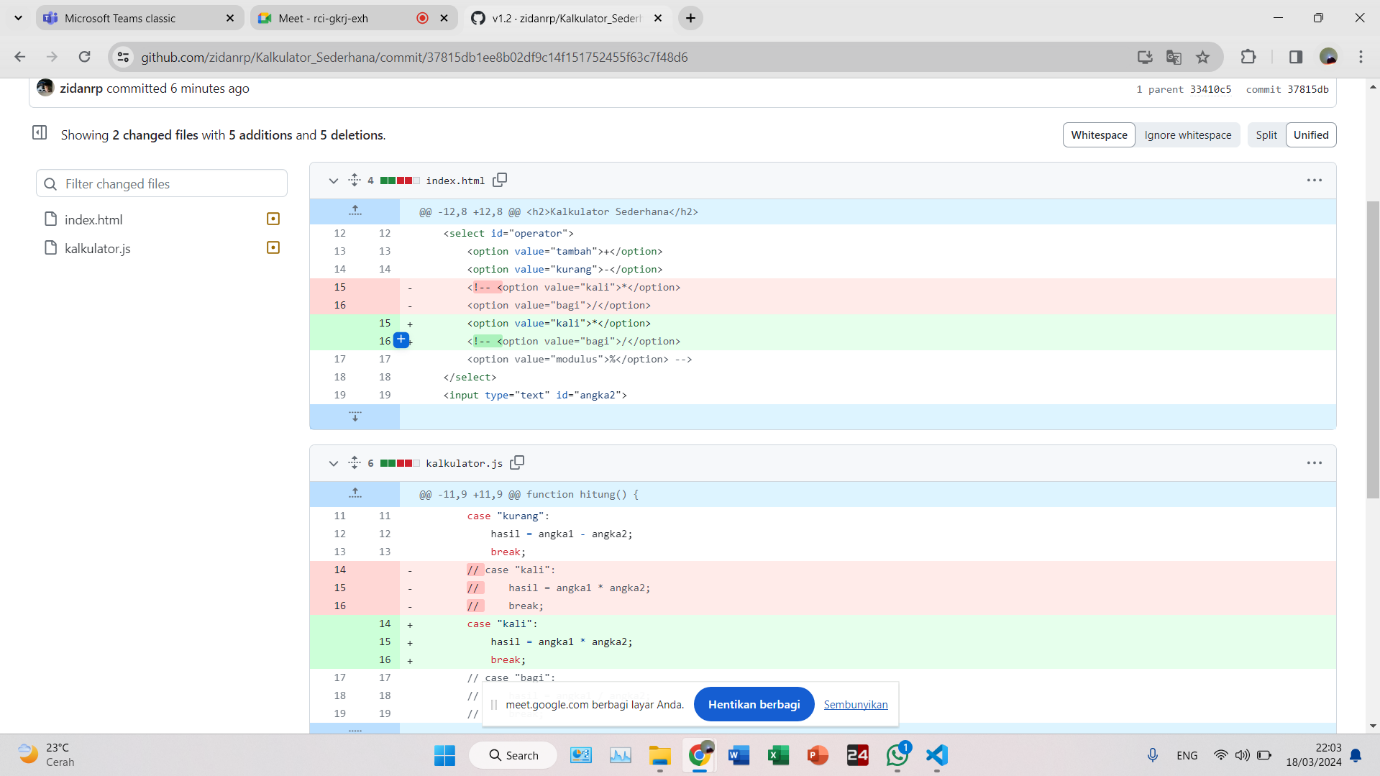 Microsoft Teams classic
Meet - rci-gkrj-exh
v1.2 · zidanrp/Kalkulator_Seder
github.com/zidanrp/Kalkulator_Sederhana/commit/37815db1ee8b02df9c14f151752455f63c7f48d6
zidanrp committed 6 minutes ago
1 parent 33410c5 commit 37815db
Showing 2 changed files with 5 additions and 5 deletions.
Whitespace Ignore whitespace Split Unified
Filter changed files
index.html
kalkulator.js
4 index.html
@@ -12,8 +12,8 @@ <h2>Kalkulator Sederhana</h2>
12 12 <select id="operator">
13 13 <option value="tambah">+</option>
14 14 <option value="kurang">-</option>
15 - <!-- <option value="kali">*</option>
16 - <option value="bagi">/</option>
15 + <option value="kali">*</option>
16 + <!-- <option value="bagi">/</option>
17 17 <option value="modulus">%</option> -->
18 18 </select>
19 19 <input type="text" id="angka2">
6 kalkulator.js
@@ -11,9 +11,9 @@ function hitung() {
11 11 case "kurang":
12 12 hasil = angka1 - angka2;
13 13 break;
14 - // case "kali":
15 - // hasil = angka1 * angka2;
16 - // break;
14 + case "kali":
15 + hasil = angka1 * angka2;
16 + break;
17 17 // case "bagi":
18 18 //
19 19 //
meet.google.com berbagi layar Anda. Hentikan berbagi Sembunyikan
23°C
Cerah
Search
24
1
ENG
22:03
18/03/2024